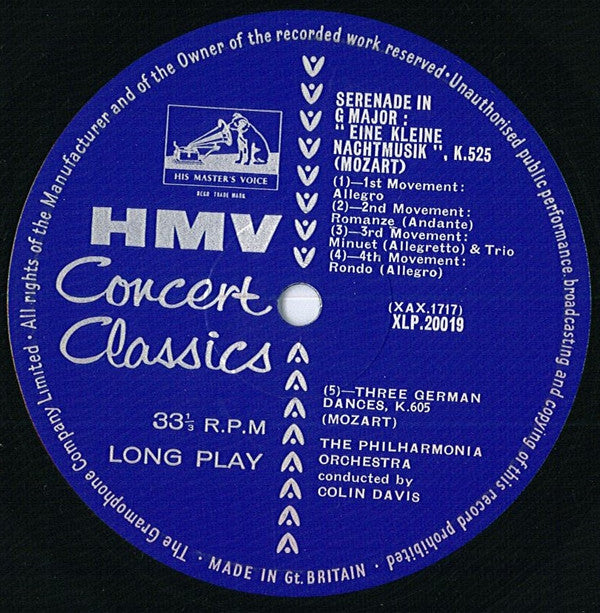 All rights of the Manufacturer and of the Owner of the recorded work reserved · Unauthorised public performance, broadcasting and copying of this record prohibited ·
HIS MASTER'S VOICE
REGD TRADE MARK
HMV
Concert
Classics
33⅓ R.P.M
LONG PLAY
SERENADE IN
G MAJOR :
" EINE KLEINE
NACHTMUSIK ", K.525
(MOZART)
(1)—1st Movement:
Allegro
(2)—2nd Movement:
Romanze (Andante)
(3)—3rd Movement:
Minuet (Allegretto) & Trio
(4)—4th Movement:
Rondo (Allegro)
(XAX.1717)
XLP.20019
(5)—THREE GERMAN
DANCES, K.605
(MOZART)
THE PHILHARMONIA
ORCHESTRA
conducted by
COLIN DAVIS
The Gramophone Company Limited ·
· MADE IN Gt. BRITAIN ·